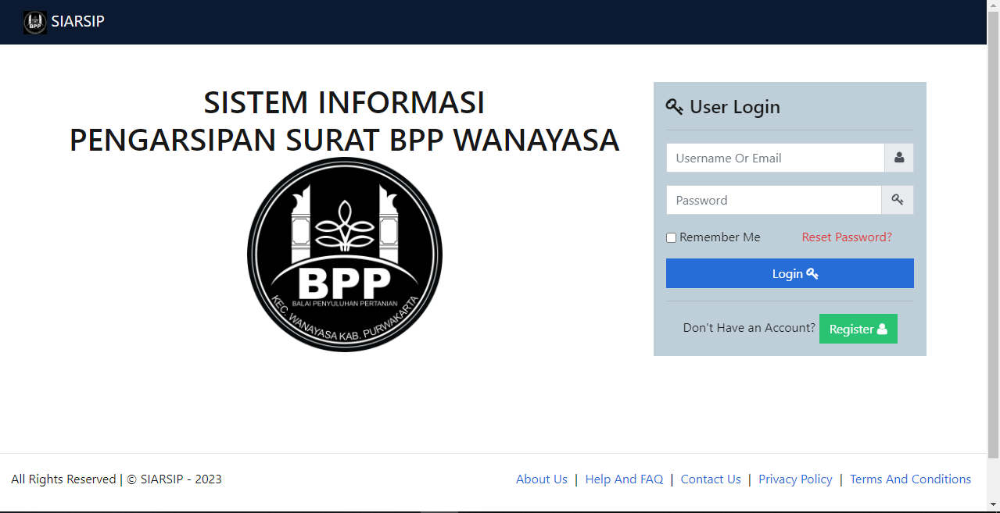 BPP SIARSIP
SISTEM INFORMASI
PENGARSIPAN SURAT BPP WANAYASA
BPP
BALAI PENYULUHAN PERTANIAN
KEC. WANAYASA KAB. PURWAKARTA
User Login
Username Or Email
Password
Remember Me Reset Password?
Login
Don't Have an Account? Register
All Rights Reserved | © SIARSIP - 2023 About Us | Help And FAQ | Contact Us | Privacy Policy | Terms And Conditions